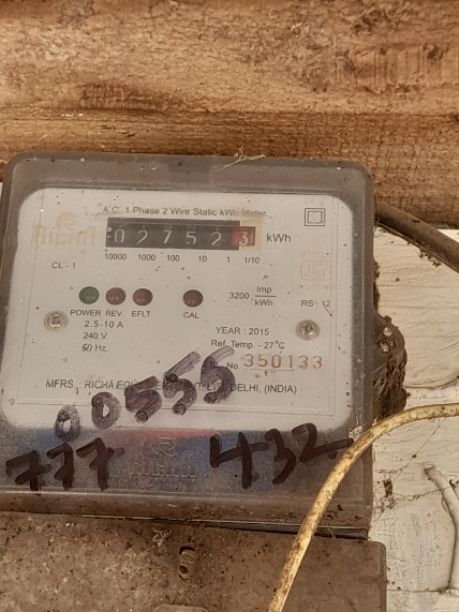 A.C. 1 Phase 2 Wire Static kWh Meter
RICHA
027523 kWh
10000 1000 100 10 1 1/10
CL - 1
3200 Imp/kWh
RS - 12
POWER REV. EFLT CAL
2.5-10 A
240 V
50 Hz.
YEARː 2015
Ref. Temp. - 27°C
No 350133
MFRS. : RICHA DELHI, (INDIA)
00555
777 432